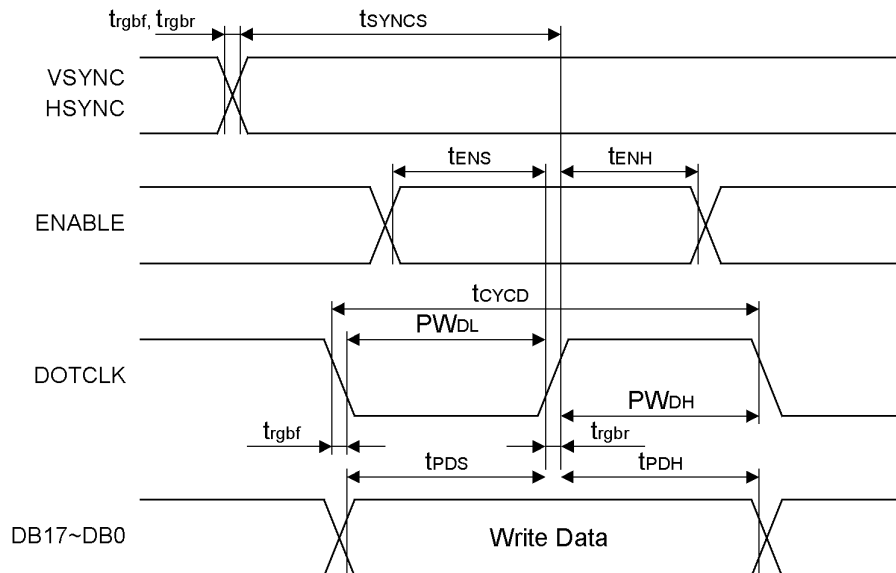 trgbf, trgbr tSYNCS
VSYNC
HSYNC
tENS tENH
ENABLE
tCYCD
PWDL
DOTCLK
PWDH
trgbf trgbr
tPDS tPDH
DB17~DB0 Write Data